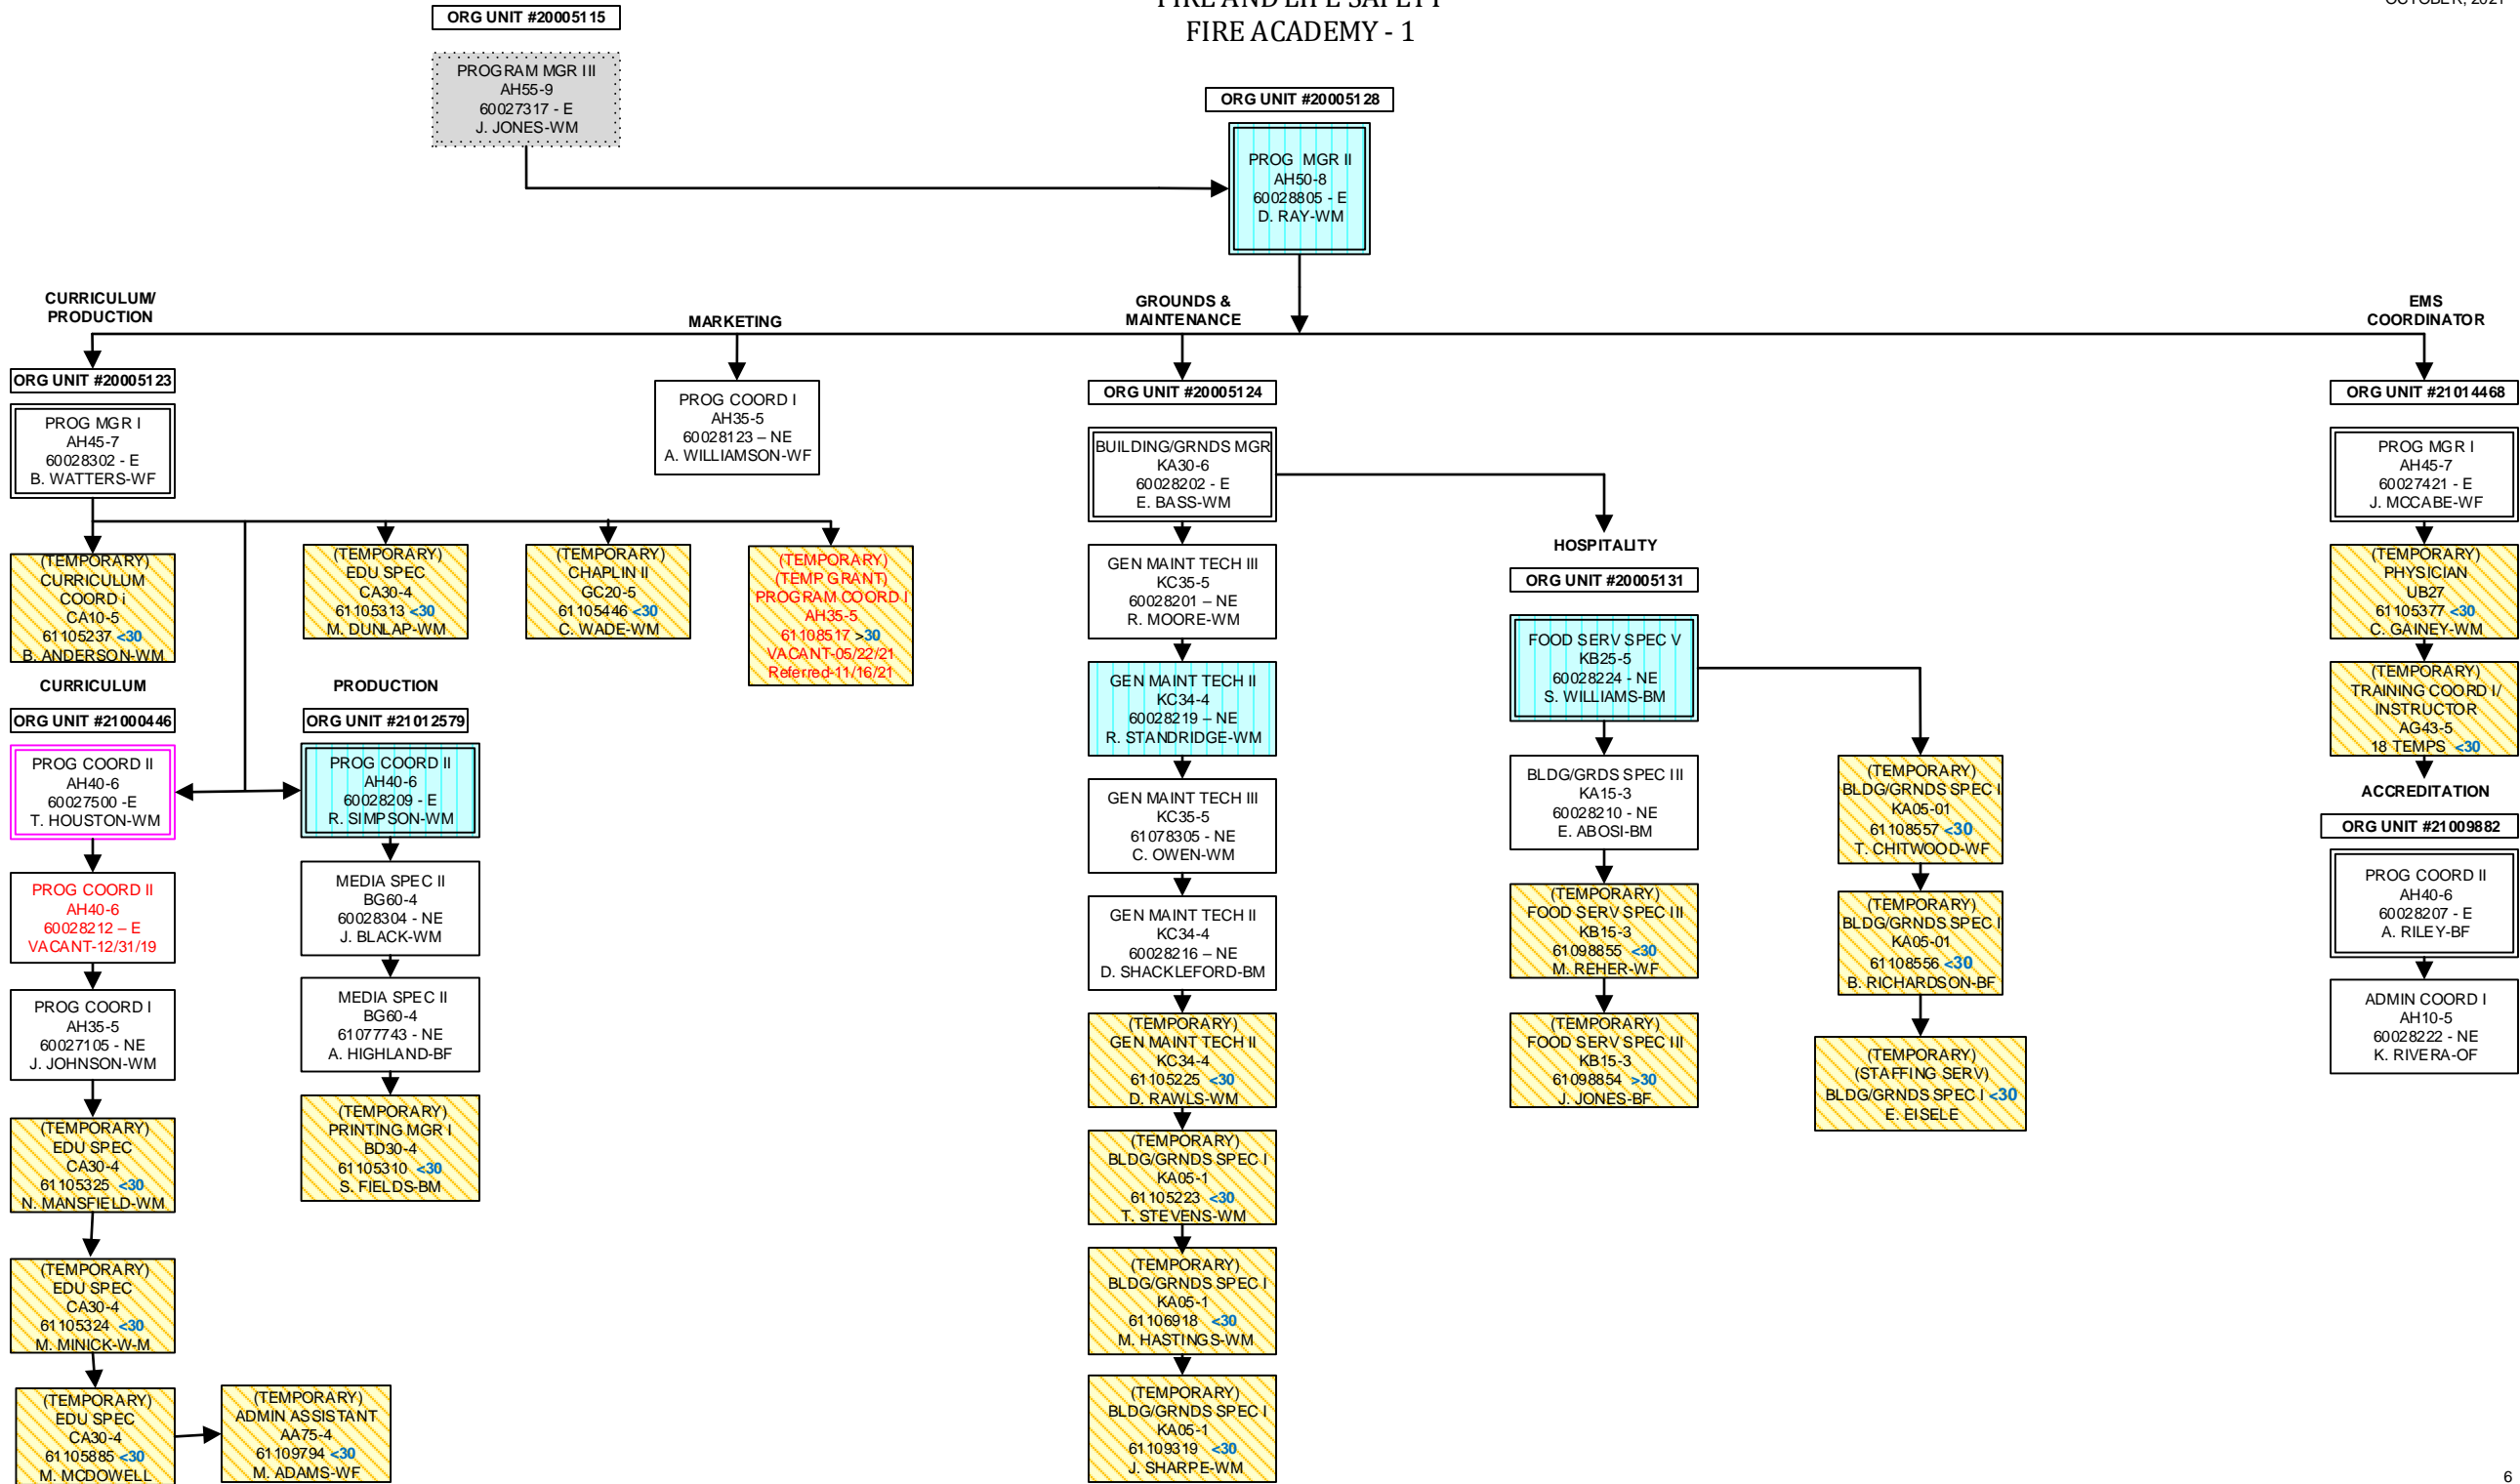 ORG UNIT #20005115
FIRE AND LIFE SAFETY
FIRE ACADEMY - 1
OCTOBER, 2021
PROGRAM MGR III
AH55-9
60027317 - E
J. JONES-WM
ORG UNIT #20005128
PROG MGR II
AH50-8
60028805 - E
D. RAY-WM
CURRICULUM/
PRODUCTION
MARKETING
GROUNDS &
MAINTENANCE
EMS
COORDINATOR
ORG UNIT #20005123
PROG MGR I
AH45-7
60028302 - E
B. WATTERS-WF
PROG COORD I
AH35-5
60028123 – NE
A. WILLIAMSON-WF
ORG UNIT #20005124
BUILDING/GRNDS MGR
KA30-6
60028202 - E
E. BASS-WM
ORG UNIT #21014468
PROG MGR I
AH45-7
60027421 - E
J. MCCABE-WF
(TEMPORARY)
CURRICULUM
COORD i
CA10-5
61105237 <30
B. ANDERSON-WM
(TEMPORARY)
EDU SPEC
CA30-4
61105313 <30
M. DUNLAP-WM
(TEMPORARY)
CHAPLIN II
GC20-5
61105446 <30
C. WADE-WM
(TEMPORARY)
(TEMP GRANT)
PROGRAM COORD I
AH35-5
61108517 >30
VACANT-05/22/21
Referred-11/16/21
CURRICULUM
ORG UNIT #21000446
PROG COORD II
AH40-6
60027500 -E
T. HOUSTON-WM
PROG COORD II
AH40-6
60028212 – E
VACANT-12/31/19
PROG COORD I
AH35-5
60027105 - NE
J. JOHNSON-WM
(TEMPORARY)
EDU SPEC
CA30-4
61105325 <30
N. MANSFIELD-WM
(TEMPORARY)
EDU SPEC
CA30-4
61105324 <30
M. MINICK-W-M
(TEMPORARY)
EDU SPEC
CA30-4
61105885 <30
M. MCDOWELL
(TEMPORARY)
ADMIN ASSISTANT
AA75-4
61109794 <30
M. ADAMS-WF
PRODUCTION
ORG UNIT #21012579
PROG COORD II
AH40-6
60028209 - E
R. SIMPSON-WM
MEDIA SPEC II
BG60-4
60028304 - NE
J. BLACK-WM
MEDIA SPEC II
BG60-4
61077743 - NE
A. HIGHLAND-BF
(TEMPORARY)
PRINTING MGR I
BD30-4
61105310 <30
S. FIELDS-BM
GEN MAINT TECH III
KC35-5
60028201 – NE
R. MOORE-WM
GEN MAINT TECH II
KC34-4
60028219 – NE
R. STANDRIDGE-WM
GEN MAINT TECH III
KC35-5
61078305 - NE
C. OWEN-WM
GEN MAINT TECH II
KC34-4
60028216 – NE
D. SHACKLEFORD-BM
(TEMPORARY)
GEN MAINT TECH II
KC34-4
61105225 <30
D. RAWLS-WM
(TEMPORARY)
BLDG/GRNDS SPEC I
KA05-1
61105223 <30
T. STEVENS-WM
(TEMPORARY)
BLDG/GRNDS SPEC I
KA05-1
61106918 <30
M. HASTINGS-WM
(TEMPORARY)
BLDG/GRNDS SPEC I
KA05-1
61109319 <30
J. SHARPE-WM
HOSPITALITY
ORG UNIT #20005131
FOOD SERV SPEC V
KB25-5
60028224 - NE
S. WILLIAMS-BM
BLDG/GRDS SPEC III
KA15-3
60028210 - NE
E. ABOSI-BM
(TEMPORARY)
FOOD SERV SPEC III
KB15-3
61098855 <30
M. REHER-WF
(TEMPORARY)
FOOD SERV SPEC III
KB15-3
61098854 >30
J. JONES-BF
(TEMPORARY)
BLDG/GRNDS SPEC I
KA05-01
61108557 <30
T. CHITWOOD-WF
(TEMPORARY)
BLDG/GRNDS SPEC I
KA05-01
61108556 <30
B. RICHARDSON-BF
(TEMPORARY)
(STAFFING SERV)
BLDG/GRNDS SPEC I <30
E. EISELE
(TEMPORARY)
PHYSICIAN
UB27
61105377 <30
C. GAINEY-WM
(TEMPORARY)
TRAINING COORD I/
INSTRUCTOR
AG43-5
18 TEMPS <30
ACCREDITATION
ORG UNIT #21009882
PROG COORD II
AH40-6
60028207 - E
A. RILEY-BF
ADMIN COORD I
AH10-5
60028222 - NE
K. RIVERA-OF
6